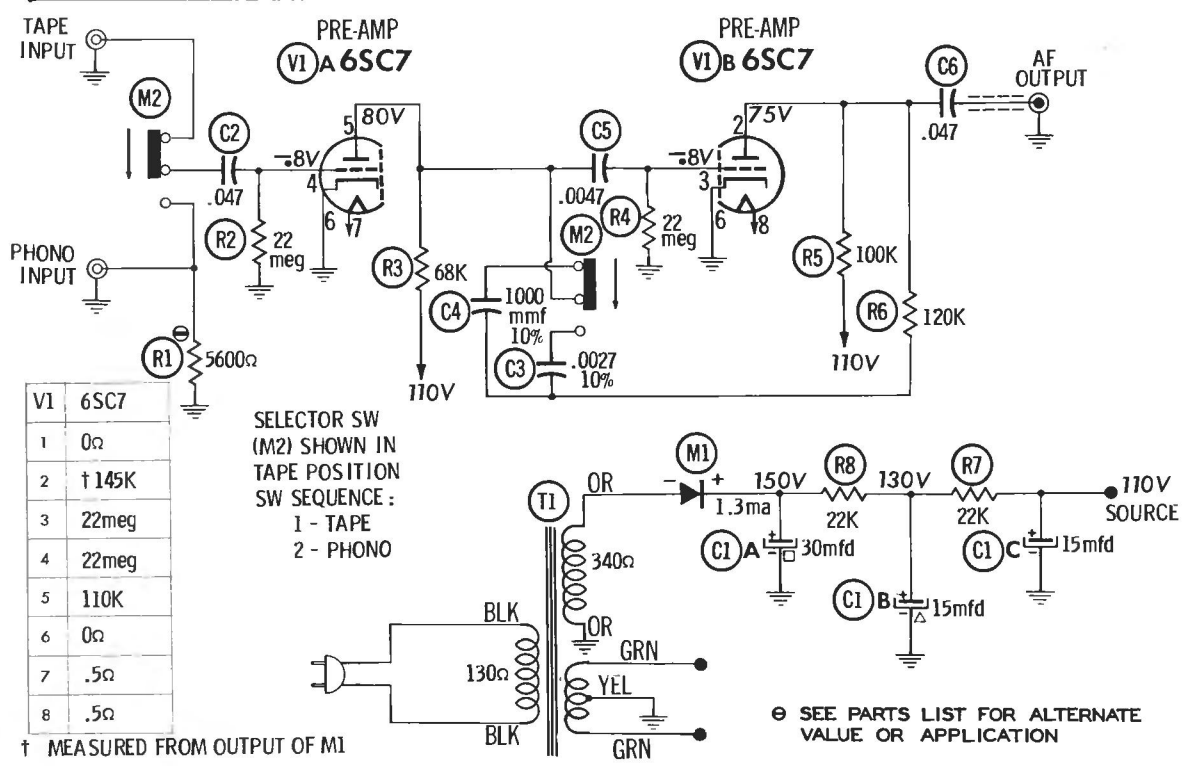 TAPE
INPUT
M2
C2
.047
R2
22
meg
-.8V
PRE-AMP
V1 A 6SC7
5
80V
4
6
7
PHONO
INPUT
⊖
R1
5600Ω
R3
68K
110V
C5
.0047
M2
R4
22
meg
C4
1000
mmf
10%
C3
.0027
10%
-.8V
PRE-AMP
V1 B 6SC7
2
75V
3
6
8
C6
.047
AF
OUTPUT
R5
100K
110V
R6
120K
V1 6SC7
1 0Ω
2 † 145K
3 22meg
4 22meg
5 110K
6 0Ω
7 .5Ω
8 .5Ω
† MEASURED FROM OUTPUT OF M1
SELECTOR SW
(M2) SHOWN IN
TAPE POSITION
SW SEQUENCE:
1 - TAPE
2 - PHONO
T1
OR
340Ω
OR
BLK
130Ω
BLK
GRN
YEL
GRN
M1
- +
1.3ma
150V
R8
22K
130V
R7
22K
110V
SOURCE
C1 A
+
-
30mfd
C1 B
+
-
15mfd
C1 C
+
-
15mfd
⊖ SEE PARTS LIST FOR ALTERNATE
VALUE OR APPLICATION